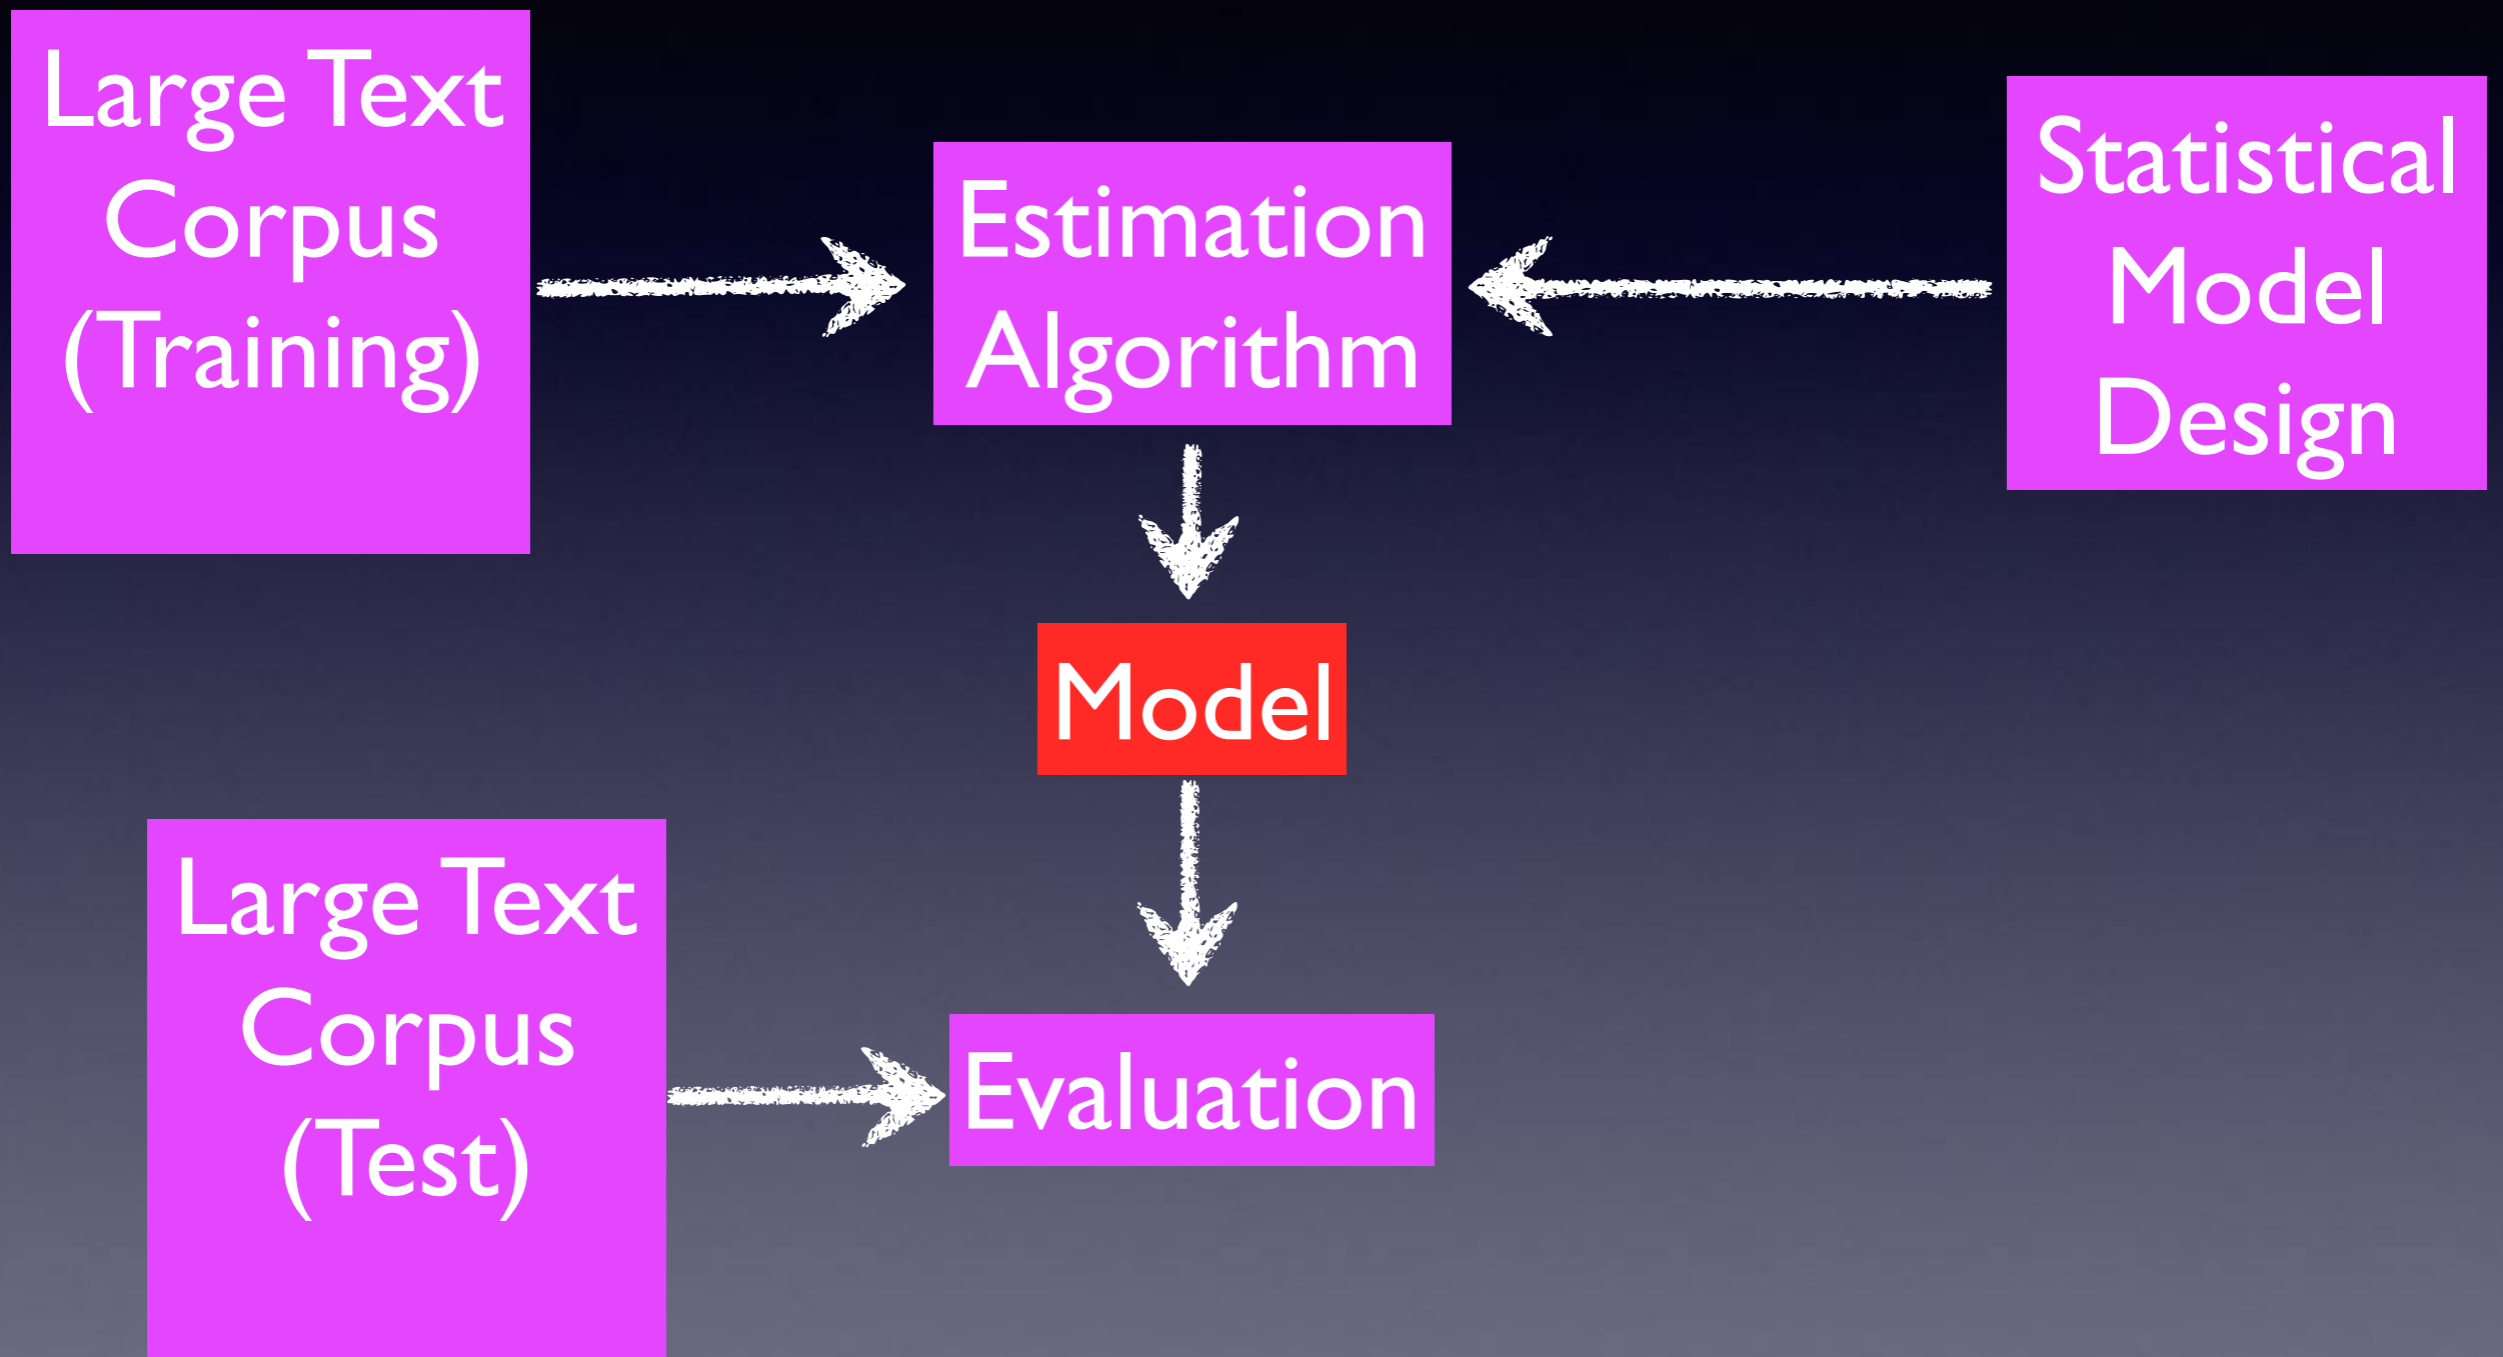 Large Text
Corpus
(Training)
Estimation
Algorithm
Statistical
Model
Design
Model
Large Text
Corpus
(Test)
Evaluation